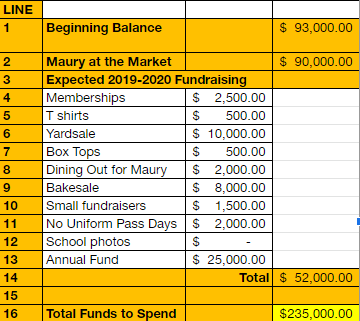 LINE
1 Beginning Balance $ 93,000.00
2 Maury at the Market $ 90,000.00
3 Expected 2019-2020 Fundraising
4 Memberships $ 2,500.00
5 T shirts $ 500.00
6 Yardsale $ 10,000.00
7 Box Tops $ 500.00
8 Dining Out for Maury $ 2,000.00
9 Bakesale $ 8,000.00
10 Small fundraisers $ 1,500.00
11 No Uniform Pass Days $ 2,000.00
12 School photos $ -
13 Annual Fund $ 25,000.00
14 Total $ 52,000.00
15
16 Total Funds to Spend $235,000.00